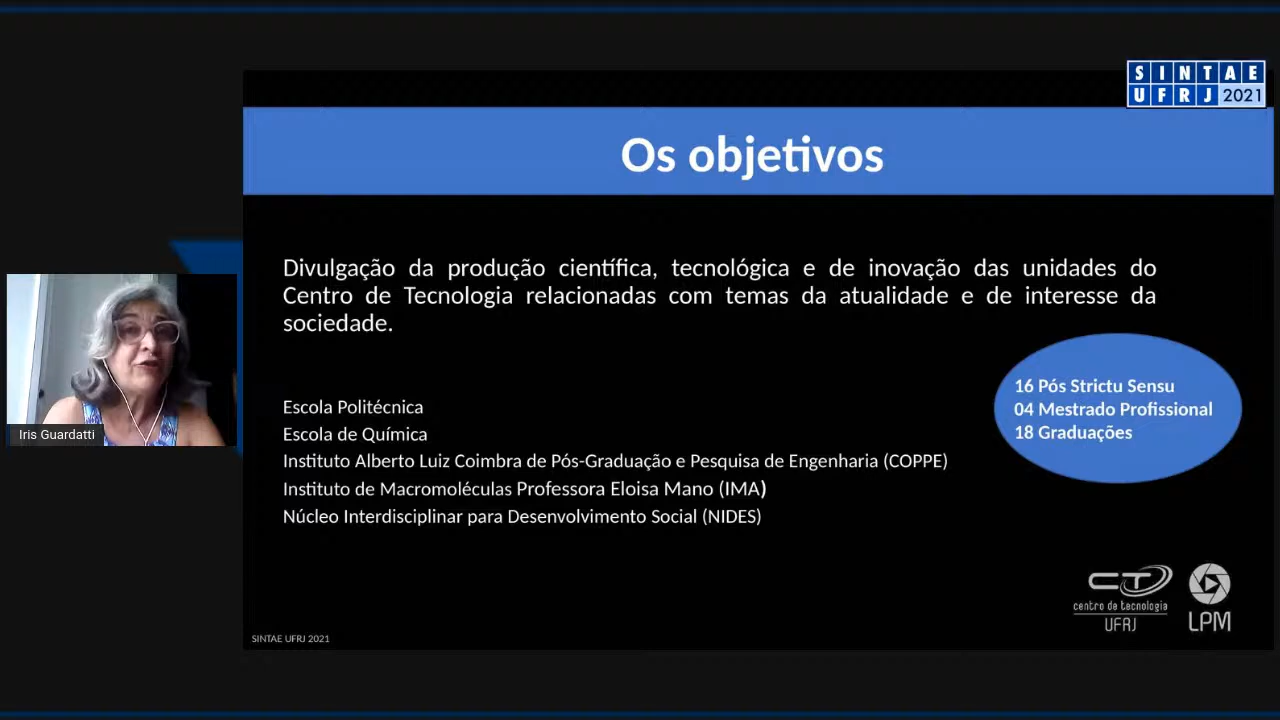 SINTAE
UFRJ 2021
Os objetivos
Divulgação da produção científica, tecnológica e de inovação das unidades do
Centro de Tecnologia relacionadas com temas da atualidade e de interesse da
sociedade.
16 Pós Strictu Sensu
04 Mestrado Profissional
18 Graduações
Escola Politécnica
Escola de Química
Instituto Alberto Luiz Coimbra de Pós-Graduação e Pesquisa de Engenharia (COPPE)
Instituto de Macromoléculas Professora Eloisa Mano (IMA)
Núcleo Interdisciplinar para Desenvolvimento Social (NIDES)
Iris Guardatti
CT
centro de tecnologia
UFRJ
LPM
SINTAE UFRJ 2021